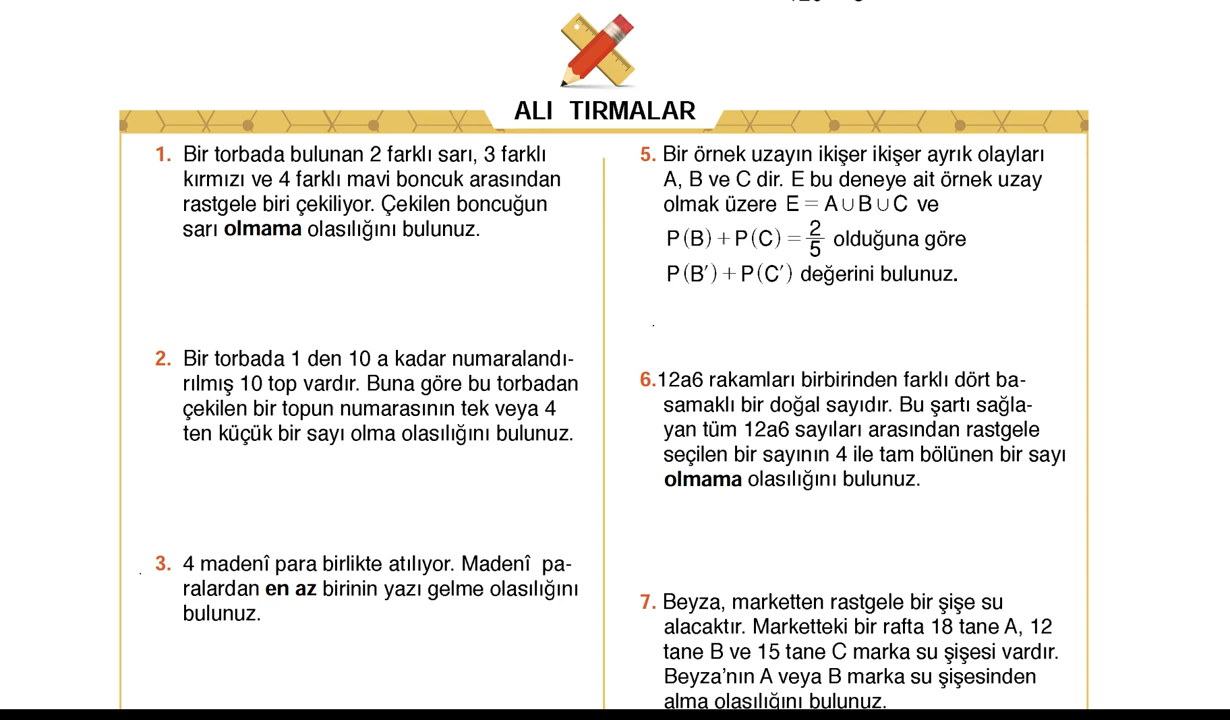 ALI TIRMALAR
1. Bir torbada bulunan 2 farklı sarı, 3 farklı
kırmızı ve 4 farklı mavi boncuk arasından
rastgele biri çekiliyor. Çekilen boncuğun
sarı olmama olasılığını bulunuz.
2. Bir torbada 1 den 10 a kadar numaralandı-
rılmış 10 top vardır. Buna göre bu torbadan
çekilen bir topun numarasının tek veya 4
ten küçük bir sayı olma olasılığını bulunuz.
3. 4 madenî para birlikte atılıyor. Madenî pa-
ralardan en az birinin yazı gelme olasılığını
bulunuz.
5. Bir örnek uzayın ikişer ikişer ayrık olayları
A, B ve C dir. E bu deneye ait örnek uzay
olmak üzere E = A∪B∪C ve
P(B) + P(C) = 2/5 olduğuna göre
P(B′) + P(C′) değerini bulunuz.
6.12a6 rakamları birbirinden farklı dört ba-
samaklı bir doğal sayıdır. Bu şartı sağla-
yan tüm 12a6 sayıları arasından rastgele
seçilen bir sayının 4 ile tam bölünen bir sayı
olmama olasılığını bulunuz.
7. Beyza, marketten rastgele bir şişe su
alacaktır. Marketteki bir rafta 18 tane A, 12
tane B ve 15 tane C marka su şişesi vardır.
Beyza’nın A veya B marka su şişesinden
alma olasılığını bulunuz.